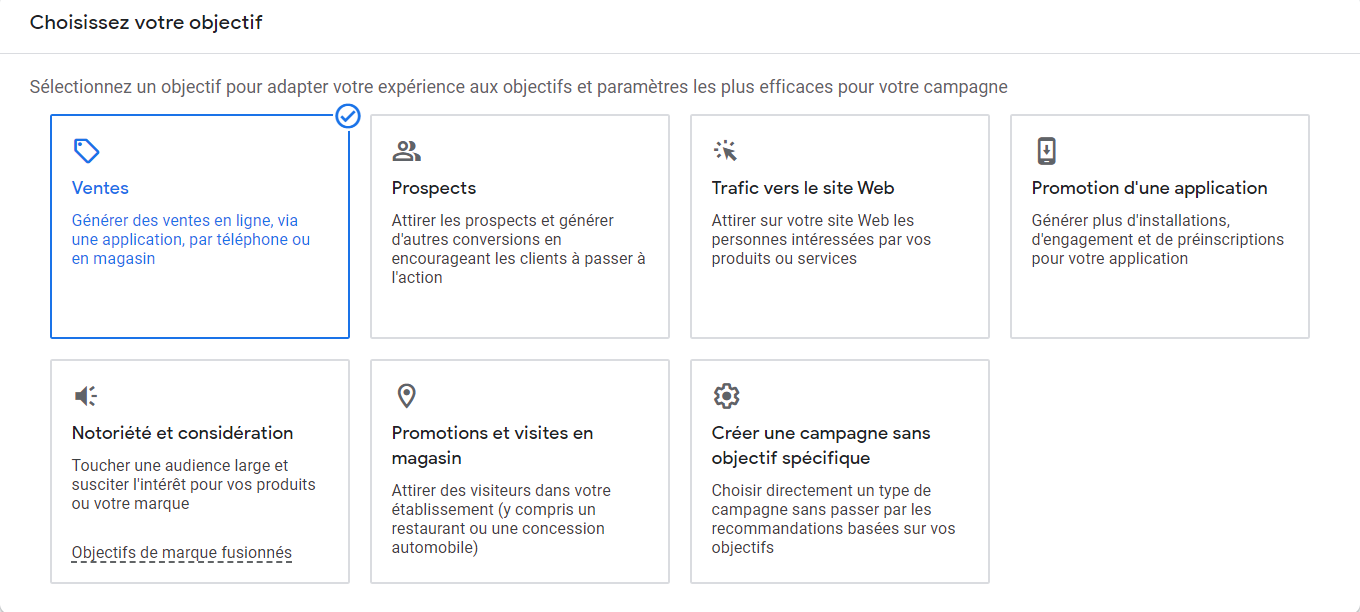 Choisissez votre objectif
Sélectionnez un objectif pour adapter votre expérience aux objectifs et paramètres les plus efficaces pour votre campagne
Ventes
Générer des ventes en ligne, via
une application, par téléphone ou
en magasin
Prospects
Attirer les prospects et générer
d'autres conversions en
encourageant les clients à passer à
l'action
Trafic vers le site Web
Attirer sur votre site Web les
personnes intéressées par vos
produits ou services
Promotion d'une application
Générer plus d'installations,
d'engagement et de préinscriptions
pour votre application
Notoriété et considération
Toucher une audience large et
susciter l'intérêt pour vos produits
ou votre marque
Objectifs de marque fusionnés
Promotions et visites en
magasin
Attirer des visiteurs dans votre
établissement (y compris un
restaurant ou une concession
automobile)
Créer une campagne sans
objectif spécifique
Choisir directement un type de
campagne sans passer par les
recommandations basées sur vos
objectifs